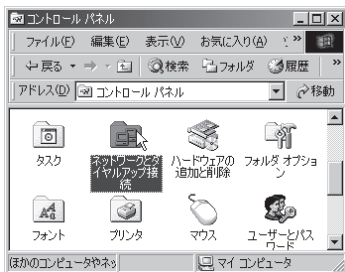 コントロール パネル
ファイル(F) 編集(E) 表示(V) お気に入り(A) »
戻る 検索 フォルダ 履歴 »
アドレス(D) コントロール パネル 移動
タスク
ネットワークとダ
イヤルアップ接
続
ハードウェアの
追加と削除
フォルダ オプショ
ン
フォント
プリンタ
マウス
ユーザーとパス
ワード
ほかのコンピュータやネッ マイ コンピュータ